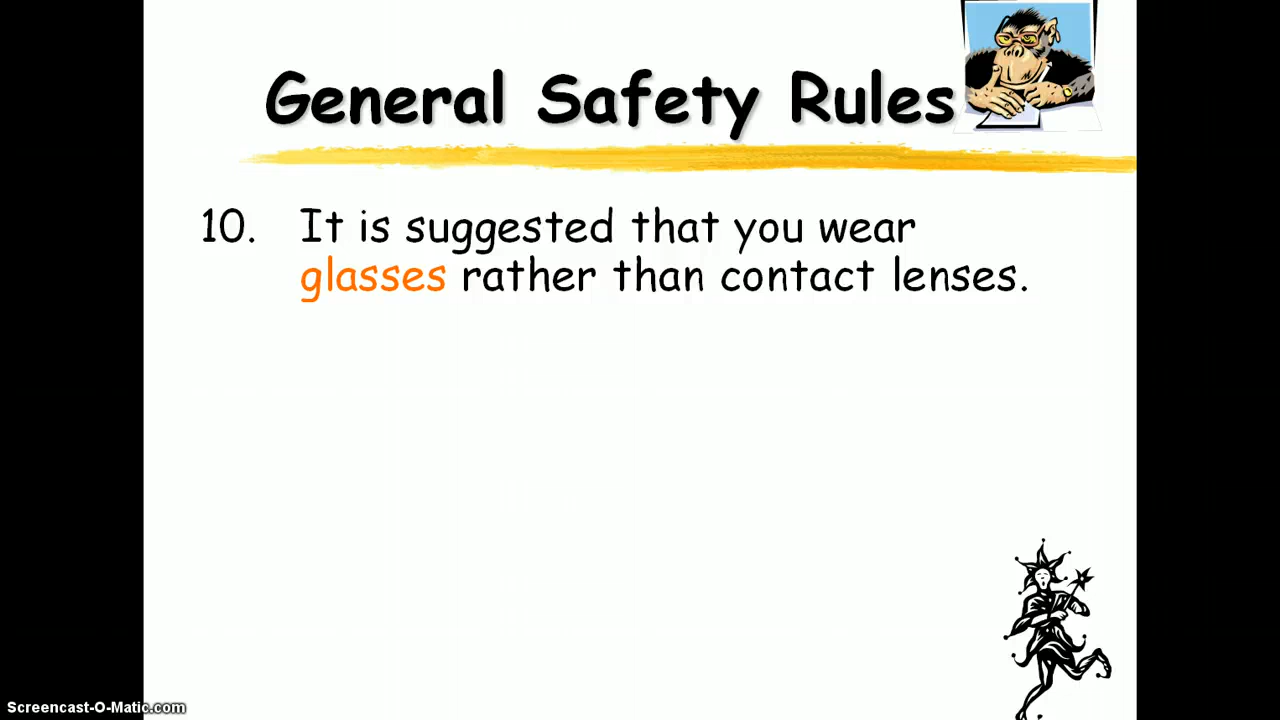 General Safety Rules
10. It is suggested that you wear
glasses rather than contact lenses.
Screencast-O-Matic.com